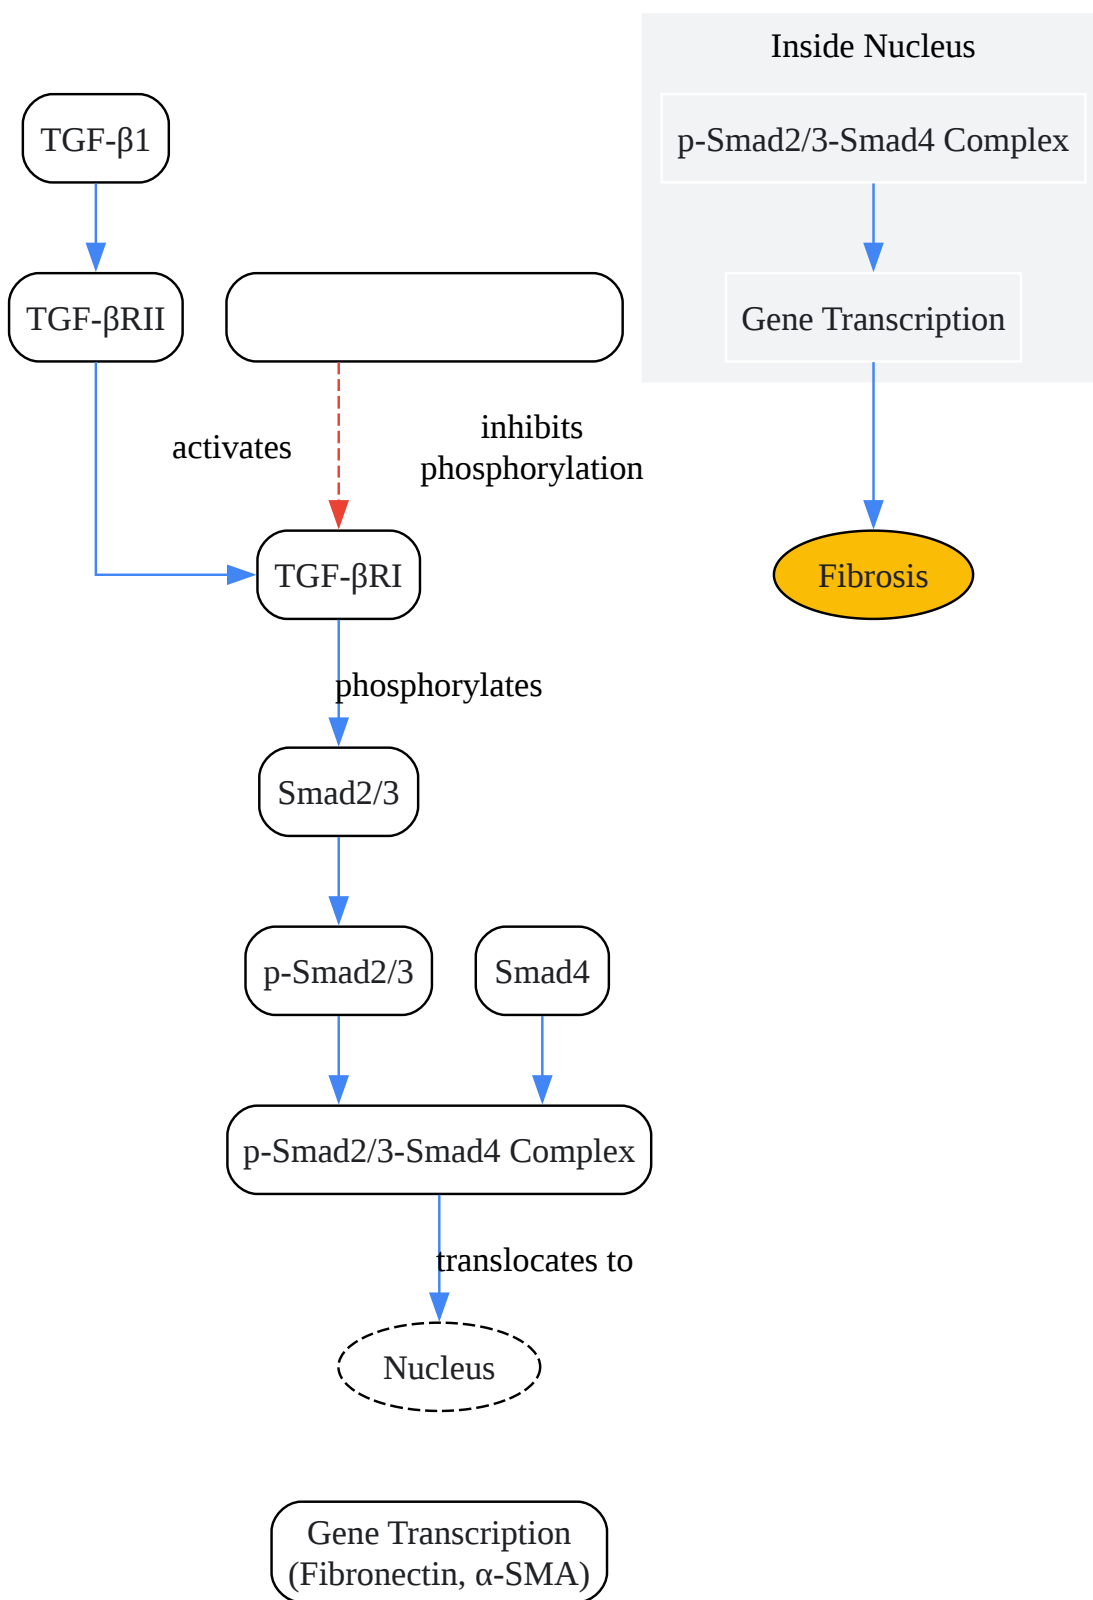 Inside Nucleus
TGF-β1
p-Smad2/3-Smad4 Complex
TGF-βRII
Gene Transcription
activates
inhibits
phosphorylation
TGF-βRI
Fibrosis
phosphorylates
Smad2/3
p-Smad2/3
Smad4
p-Smad2/3-Smad4 Complex
translocates to
Nucleus
Gene Transcription
(Fibronectin, α-SMA)